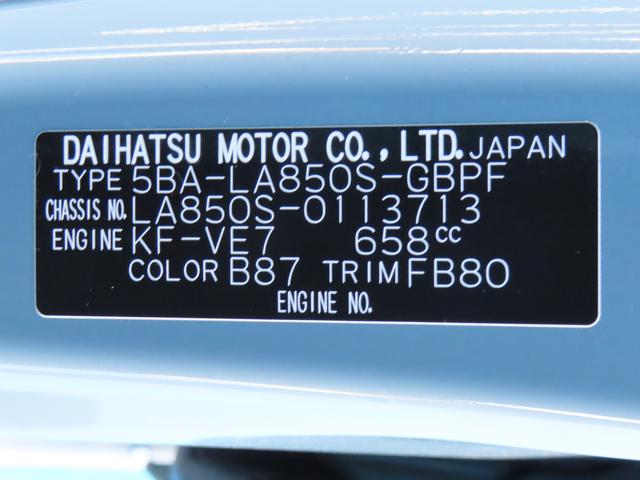 DAIHATSU MOTOR CO., LTD. JAPAN
TYPE 5BA-LA850S-GBPF
CHASSIS NO. LA850S-0113713
ENGINE KF-VE7 658cc
COLOR B87 TRIM FB80
ENGINE NO.